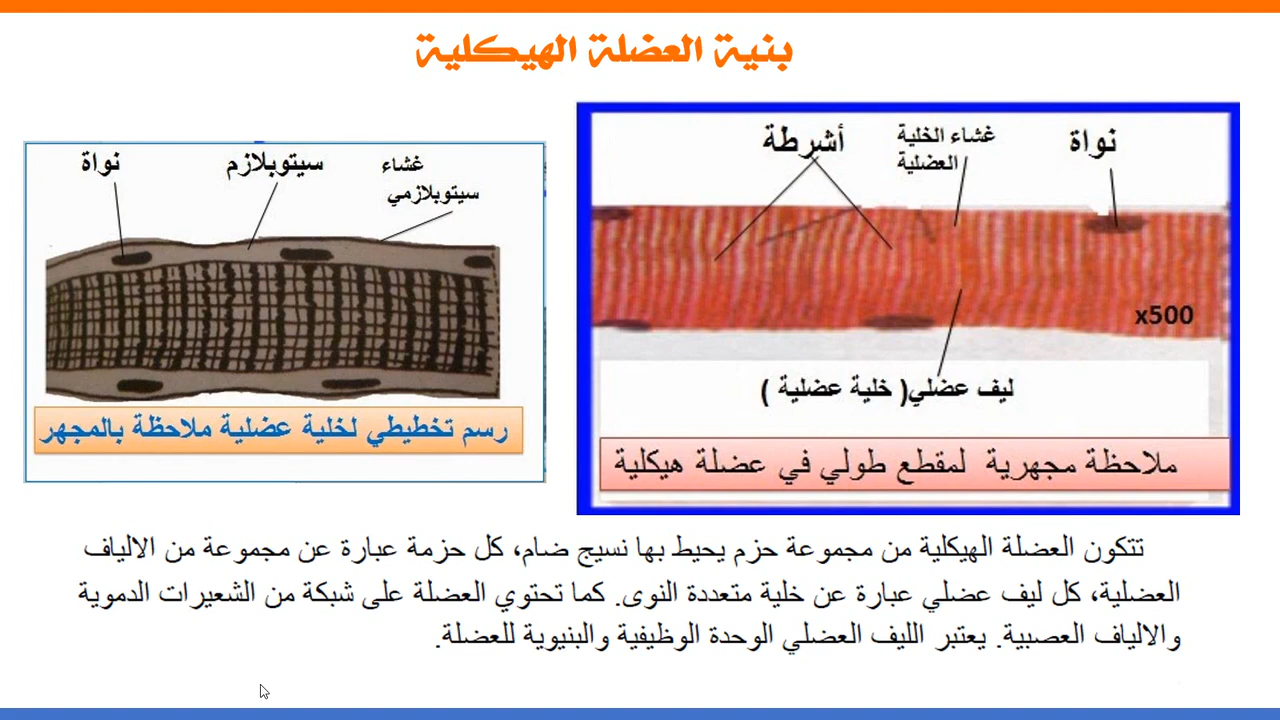 بنية العضلة الهيكلية
نواة
غشاء الخلية
العضلية
أشرطة
x500
ليف عضلي( خلية عضلية )
ملاحظة مجهرية لمقطع طولي في عضلة هيكلية
غشاء
سيتوبلازمي
سيتوبلازم
نواة
رسم تخطيطي لخلية عضلية ملاحظة بالمجهر
تتكون العضلة الهيكلية من مجموعة حزم يحيط بها نسيج ضام، كل حزمة عبارة عن مجموعة من الالياف
العضلية، كل ليف عضلي عبارة عن خلية متعددة النوى. كما تحتوي العضلة على شبكة من الشعيرات الدموية
والالياف العصبية. يعتبر الليف العضلي الوحدة الوظيفية والبنيوية للعضلة.